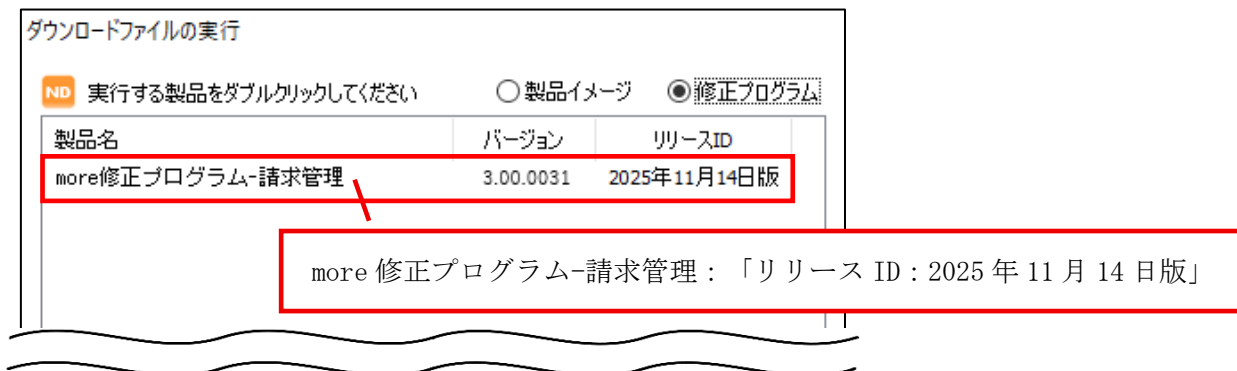 ダウンロードファイルの実行
ND 実行する製品をダブルクリックしてください ○製品イメージ ◉修正プログラム
製品名 バージョン リリースID
more修正プログラム-請求管理 3.00.0031 2025年11月14日版
more 修正プログラム-請求管理：「リリース ID：2025 年 11 月 14 日版」